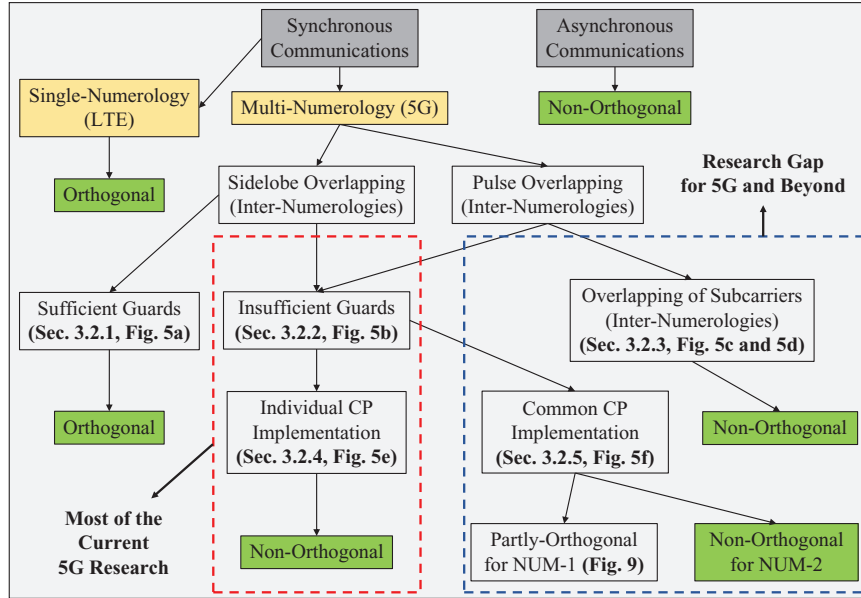 Synchronous
Communications
Asynchronous
Communications
Single-Numerology
(LTE)
Multi-Numerology (5G)
Non-Orthogonal
Orthogonal
Sidelobe Overlapping
(Inter-Numerologies)
Pulse Overlapping
(Inter-Numerologies)
Research Gap
for 5G and Beyond
Sufficient Guards
(Sec. 3.2.1, Fig. 5a)
Insufficient Guards
(Sec. 3.2.2, Fig. 5b)
Overlapping of Subcarriers
(Inter-Numerologies)
(Sec. 3.2.3, Fig. 5c and 5d)
Orthogonal
Individual CP
Implementation
(Sec. 3.2.4, Fig. 5e)
Common CP
Implementation
(Sec. 3.2.5, Fig. 5f)
Non-Orthogonal
Most of the
Current
5G Research
Non-Orthogonal
Partly-Orthogonal
for NUM-1 (Fig. 9)
Non-Orthogonal
for NUM-2